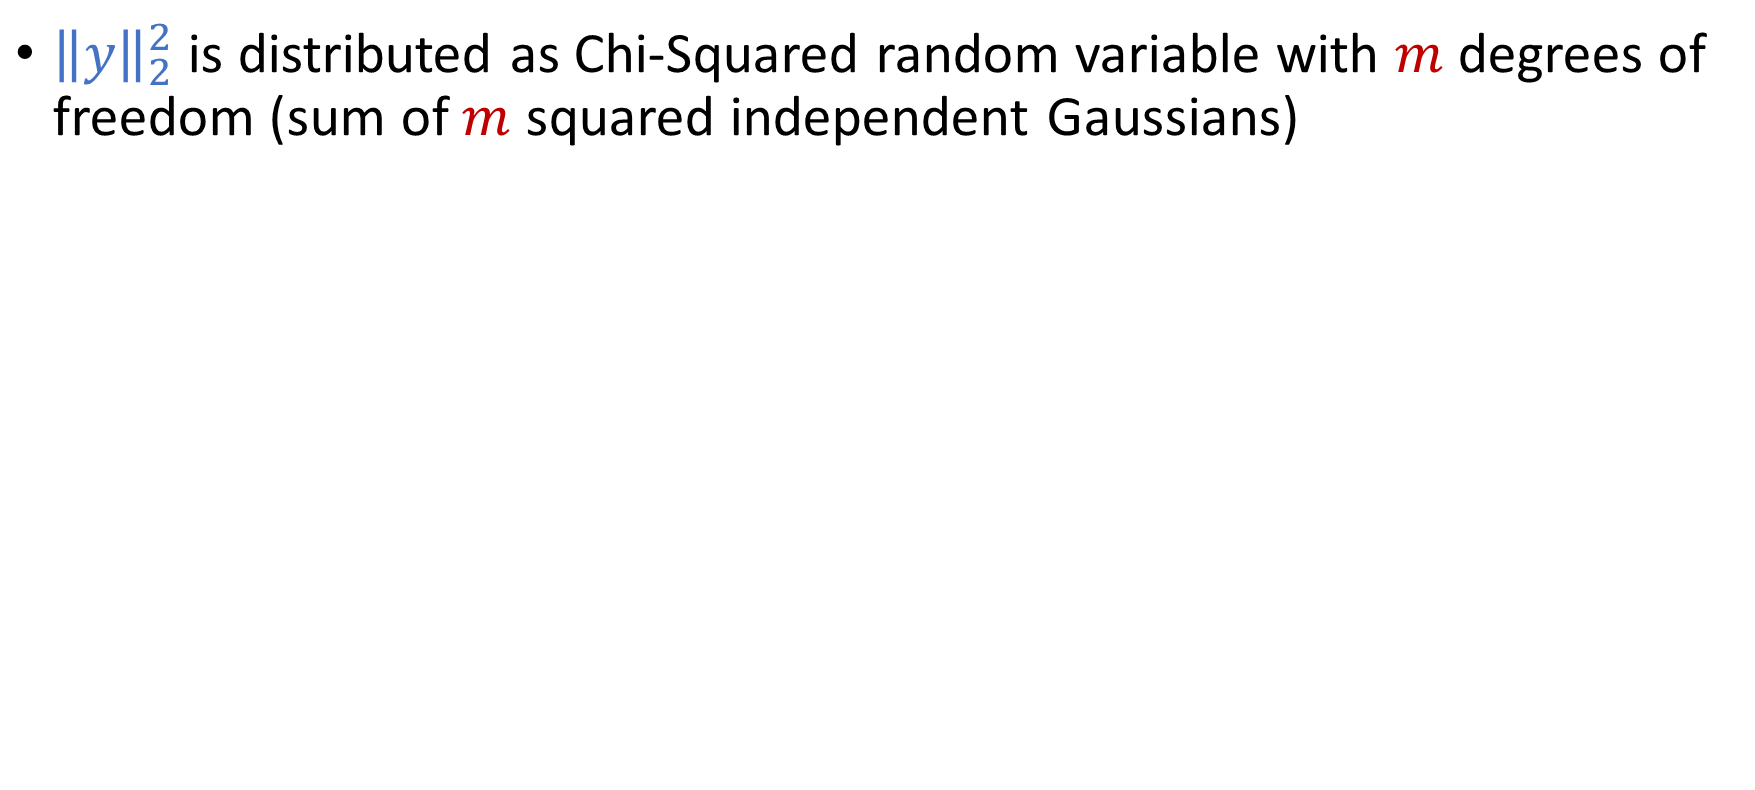 • ‖𝑦‖₂² is distributed as Chi-Squared random variable with 𝑚 degrees of
freedom (sum of 𝑚 squared independent Gaussians)